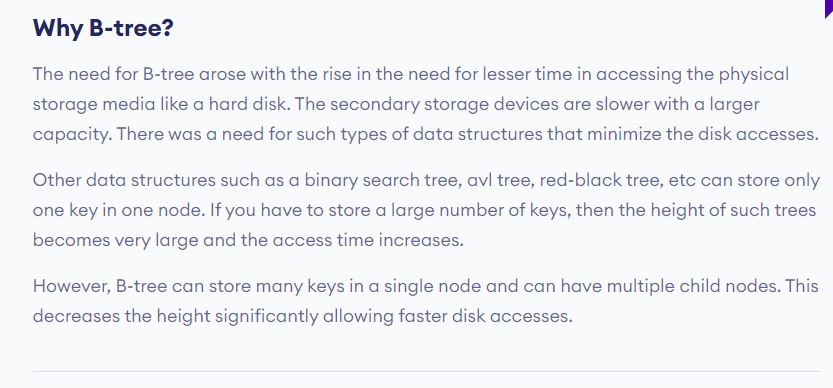 Why B-tree?
The need for B-tree arose with the rise in the need for lesser time in accessing the physical
storage media like a hard disk. The secondary storage devices are slower with a larger
capacity. There was a need for such types of data structures that minimize the disk accesses.
Other data structures such as a binary search tree, avl tree, red-black tree, etc can store only
one key in one node. If you have to store a large number of keys, then the height of such trees
becomes very large and the access time increases.
However, B-tree can store many keys in a single node and can have multiple child nodes. This
decreases the height significantly allowing faster disk accesses.